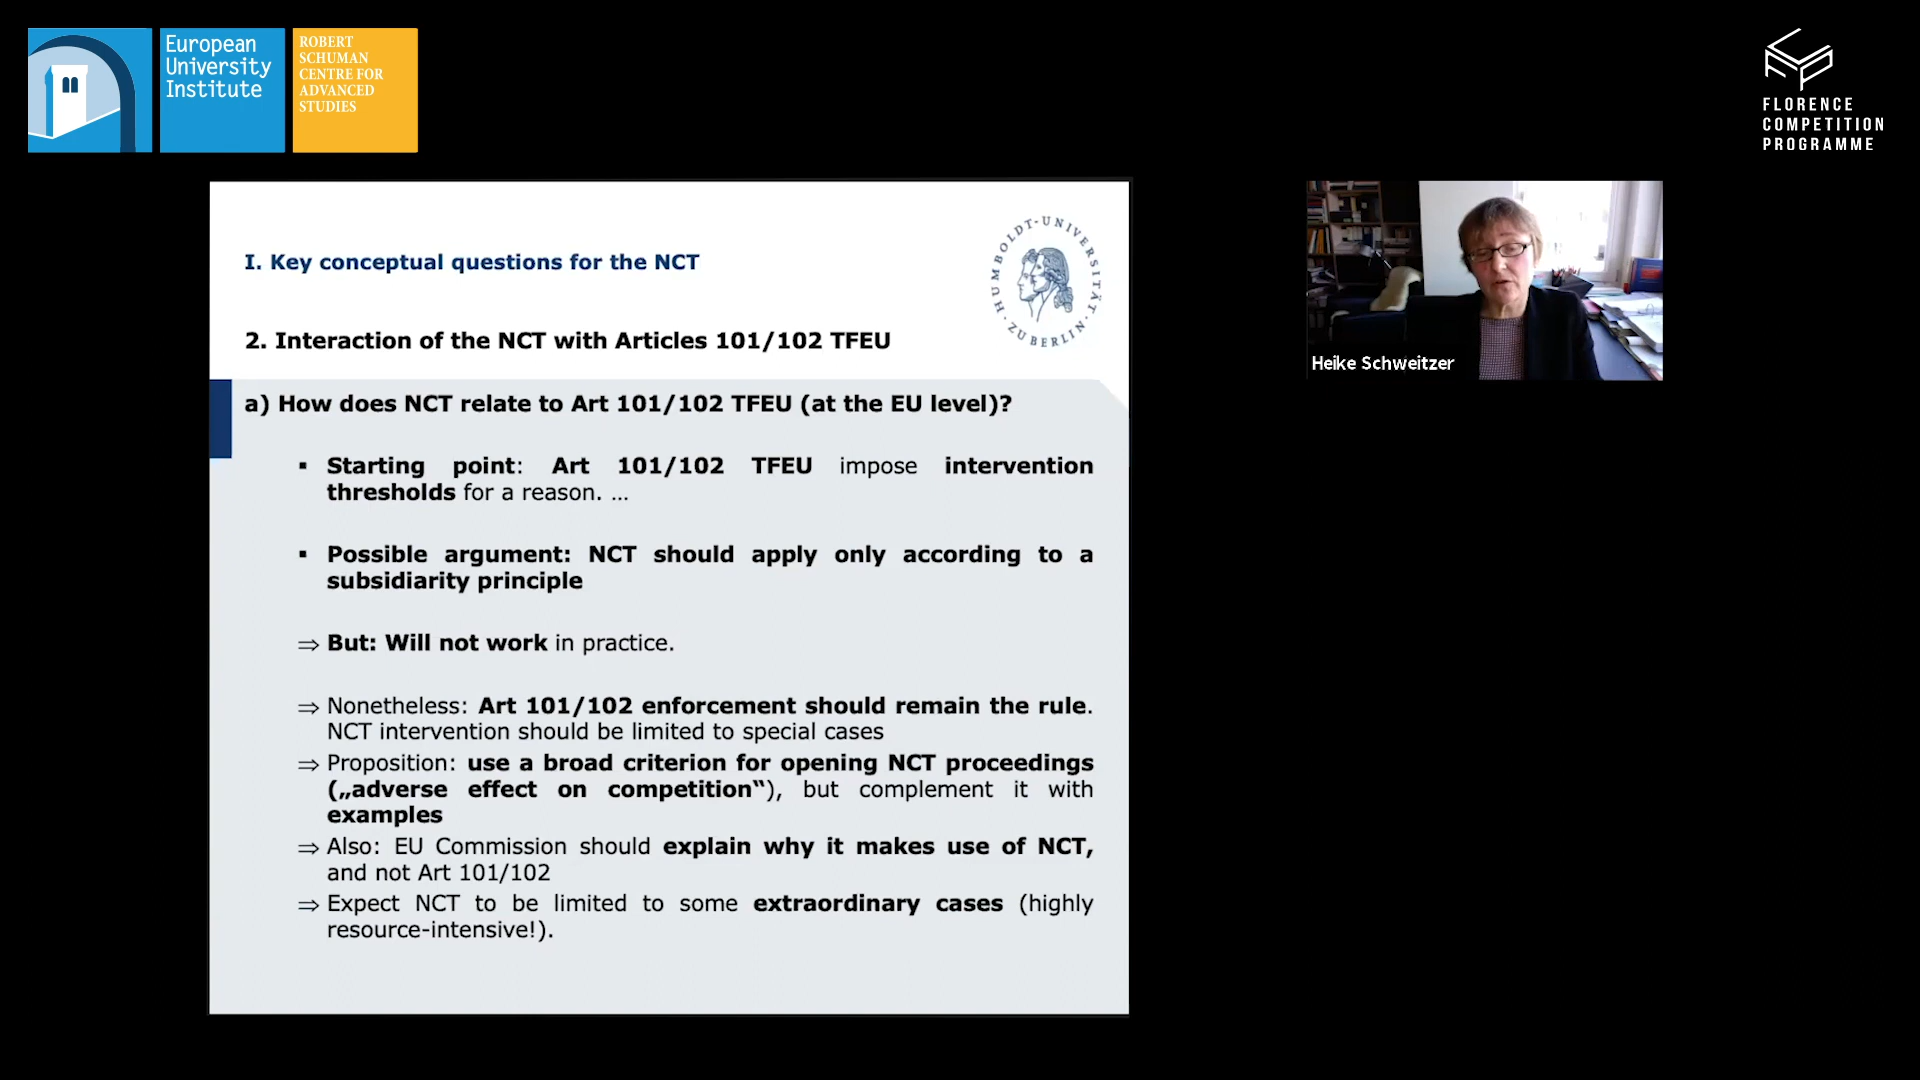 European
University
Institute
ROBERT
SCHUMAN
CENTRE FOR
ADVANCED
STUDIES
FLORENCE
COMPETITION
PROGRAMME
I. Key conceptual questions for the NCT
HUMBOLDT-UNIVERSITÄT · ZU BERLIN ·
2. Interaction of the NCT with Articles 101/102 TFEU
a) How does NCT relate to Art 101/102 TFEU (at the EU level)?
▪ Starting point: Art 101/102 TFEU impose intervention
thresholds for a reason. …
▪ Possible argument: NCT should apply only according to a
subsidiarity principle
⇒ But: Will not work in practice.
⇒ Nonetheless: Art 101/102 enforcement should remain the rule.
NCT intervention should be limited to special cases
⇒ Proposition: use a broad criterion for opening NCT proceedings
(„adverse effect on competition“), but complement it with
examples
⇒ Also: EU Commission should explain why it makes use of NCT,
and not Art 101/102
⇒ Expect NCT to be limited to some extraordinary cases (highly
resource-intensive!).
Heike Schweitzer